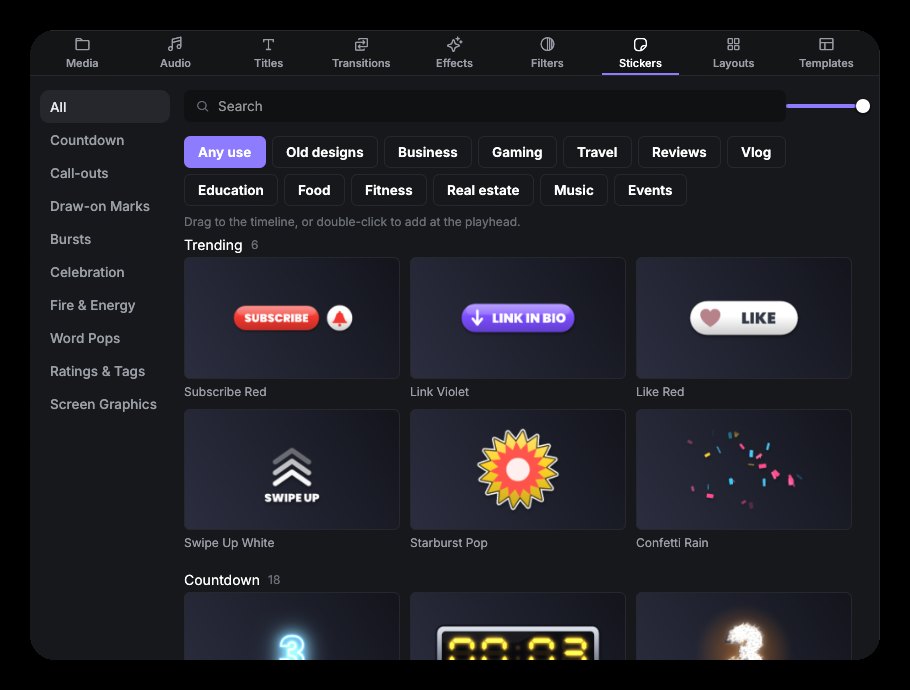 Media Audio Titles Transitions Effects Filters Stickers Layouts Templates
All
Countdown
Call-outs
Draw-on Marks
Bursts
Celebration
Fire & Energy
Word Pops
Ratings & Tags
Screen Graphics
Search
Any use Old designs Business Gaming Travel Reviews Vlog
Education Food Fitness Real estate Music Events
Drag to the timeline, or double-click to add at the playhead.
Trending 6
SUBSCRIBE
LINK IN BIO
LIKE
Subscribe Red
Link Violet
Like Red
SWIPE UP
Swipe Up White
Starburst Pop
Confetti Rain
Countdown 18
3
00:03
3